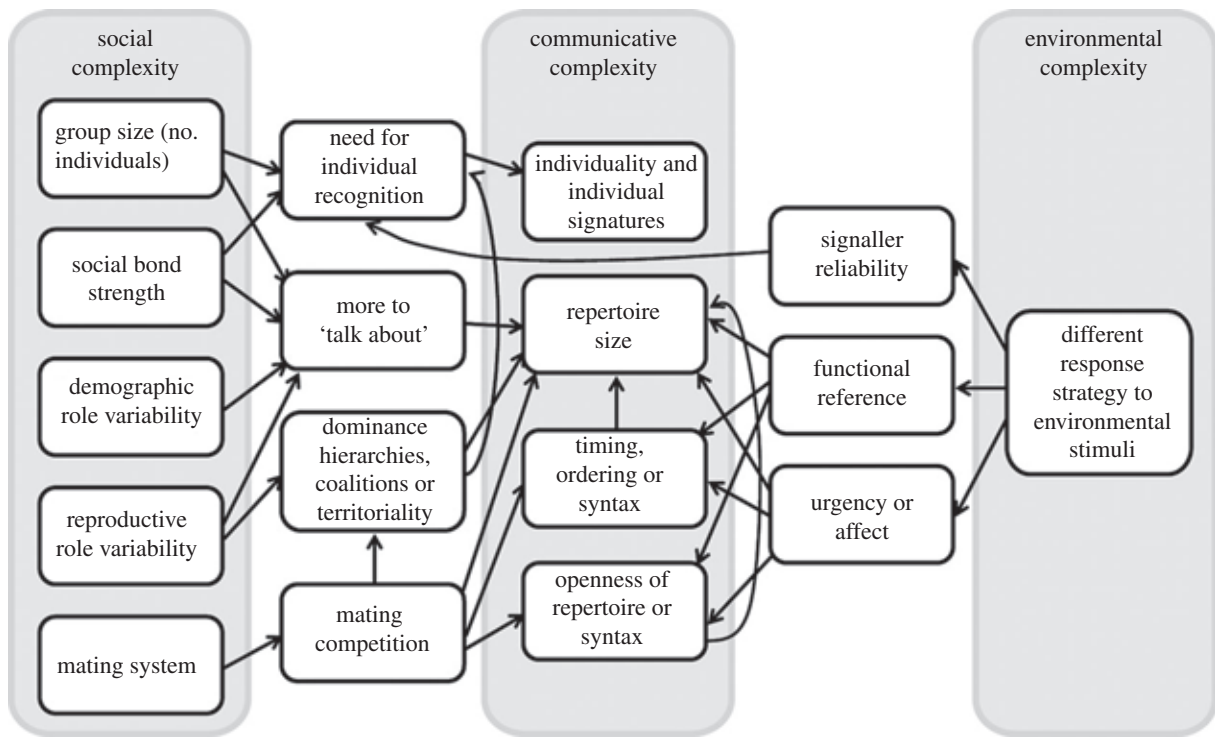 social
complexity
group size (no.
individuals)
social bond
strength
demographic
role variability
reproductive
role variability
mating system
need for
individual
recognition
more to
‘talk about’
dominance
hierarchies,
coalitions or
territoriality
mating
competition
communicative
complexity
individuality and
individual
signatures
repertoire
size
timing,
ordering or
syntax
openness of
repertoire or
syntax
signaller
reliability
functional
reference
urgency or
affect
environmental
complexity
different
response
strategy to
environmental
stimuli